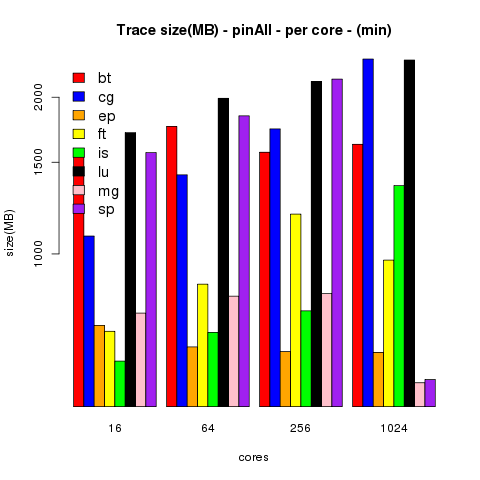 Trace size(MB) - pinAll - per core - (min)
bt
cg
ep
ft
is
lu
mg
sp
2000
1500
1000
size(MB)
16 64 256 1024
cores